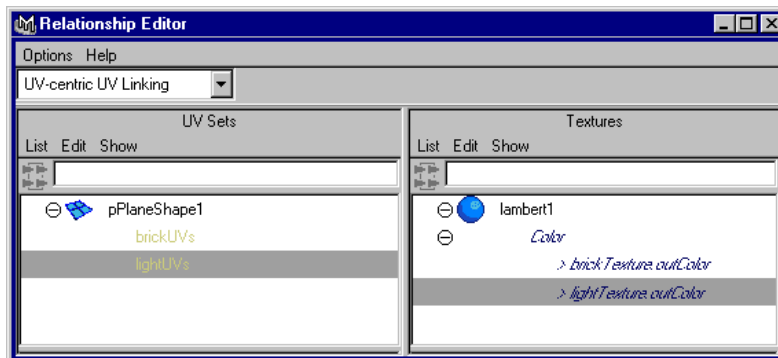 Relationship Editor
Options Help
UV-centric UV Linking
UV Sets
List Edit Show
pPlaneShape1
brickUVs
lightUVs
Textures
List Edit Show
lambert1
Color
> brickTexture.outColor
> lightTexture.outColor